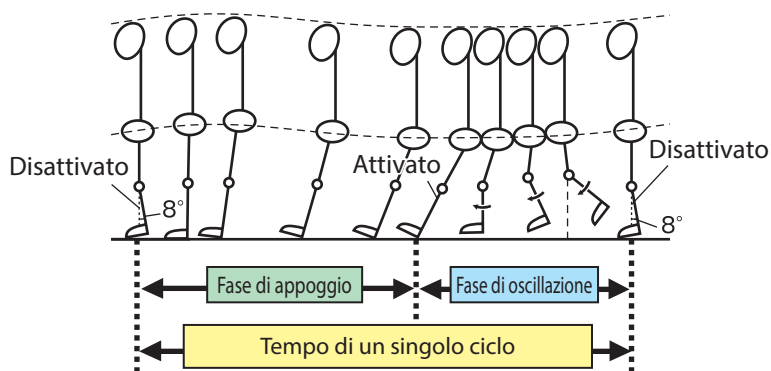 Disattivato
Attivato
Disattivato
8°
8°
Fase di appoggio
Fase di oscillazione
Tempo di un singolo ciclo